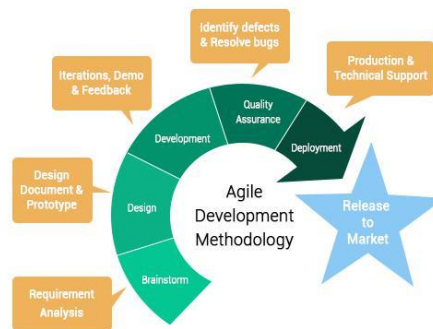 Identify defects
& Resolve bugs
Production &
Technical Support
Iterations, Demo
& Feedback
Quality
Assurance
Development
Deployment
Design
Document &
Prototype
Design
Agile
Development
Methodology
Release
to
Market
Brainstorm
Requirement
Analysis